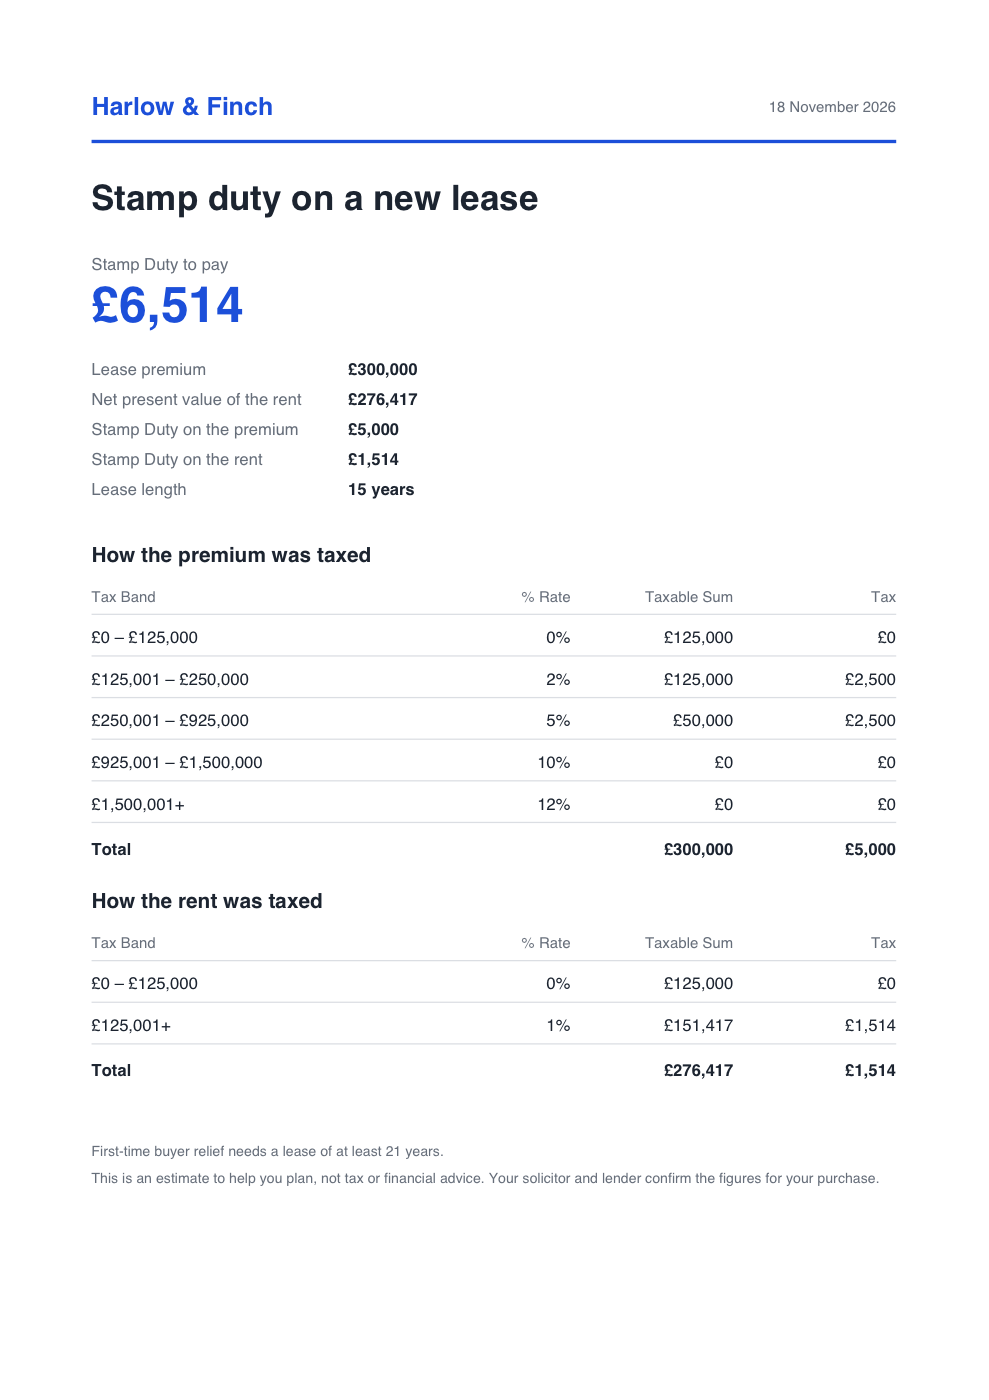 Harlow & Finch
18 November 2026
Stamp duty on a new lease
Stamp Duty to pay
£6,514
Lease premium £300,000
Net present value of the rent £276,417
Stamp Duty on the premium £5,000
Stamp Duty on the rent £1,514
Lease length 15 years
How the premium was taxed
Tax Band % Rate Taxable Sum Tax
£0 – £125,000 0% £125,000 £0
£125,001 – £250,000 2% £125,000 £2,500
£250,001 – £925,000 5% £50,000 £2,500
£925,001 – £1,500,000 10% £0 £0
£1,500,001+ 12% £0 £0
Total £300,000 £5,000
How the rent was taxed
Tax Band % Rate Taxable Sum Tax
£0 – £125,000 0% £125,000 £0
£125,001+ 1% £151,417 £1,514
Total £276,417 £1,514
First-time buyer relief needs a lease of at least 21 years.
This is an estimate to help you plan, not tax or financial advice. Your solicitor and lender confirm the figures for your purchase.